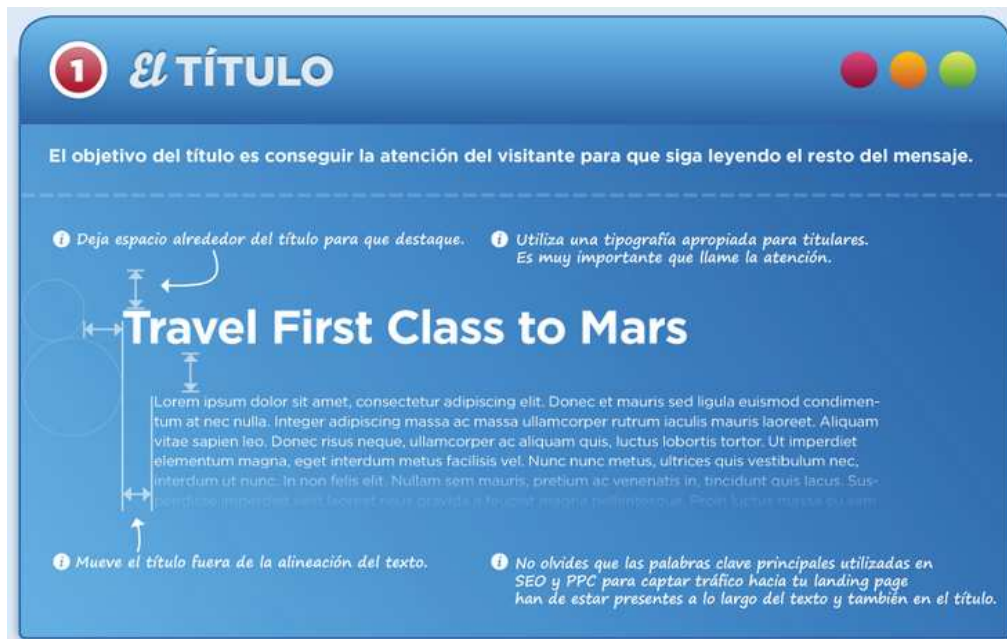 1 El TÍTULO
El objetivo del título es conseguir la atención del visitante para que siga leyendo el resto del mensaje.
i Deja espacio alrededor del título para que destaque.
i Utiliza una tipografía apropiada para titulares.
Es muy importante que llame la atención.
Travel First Class to Mars
Lorem ipsum dolor sit amet, consectetur adipiscing elit. Donec et mauris sed ligula euismod condimen-
tum at nec nulla. Integer adipiscing massa ac massa ullamcorper rutrum iaculis mauris laoreet. Aliquam
vitae sapien leo. Donec risus neque, ullamcorper ac aliquam quis, luctus lobortis tortor. Ut imperdiet
elementum magna, eget interdum metus facilisis vel. Nunc nunc metus, ultrices quis vestibulum nec,
interdum ut nunc. In non felis elit. Nullam sem mauris, pretium ac venenatis in, tincidunt quis lacus. Sus-
i Mueve el título fuera de la alineación del texto.
i No olvides que las palabras clave principales utilizadas en
SEO y PPC para captar tráfico hacia tu landing page
han de estar presentes a lo largo del texto y también en el título.